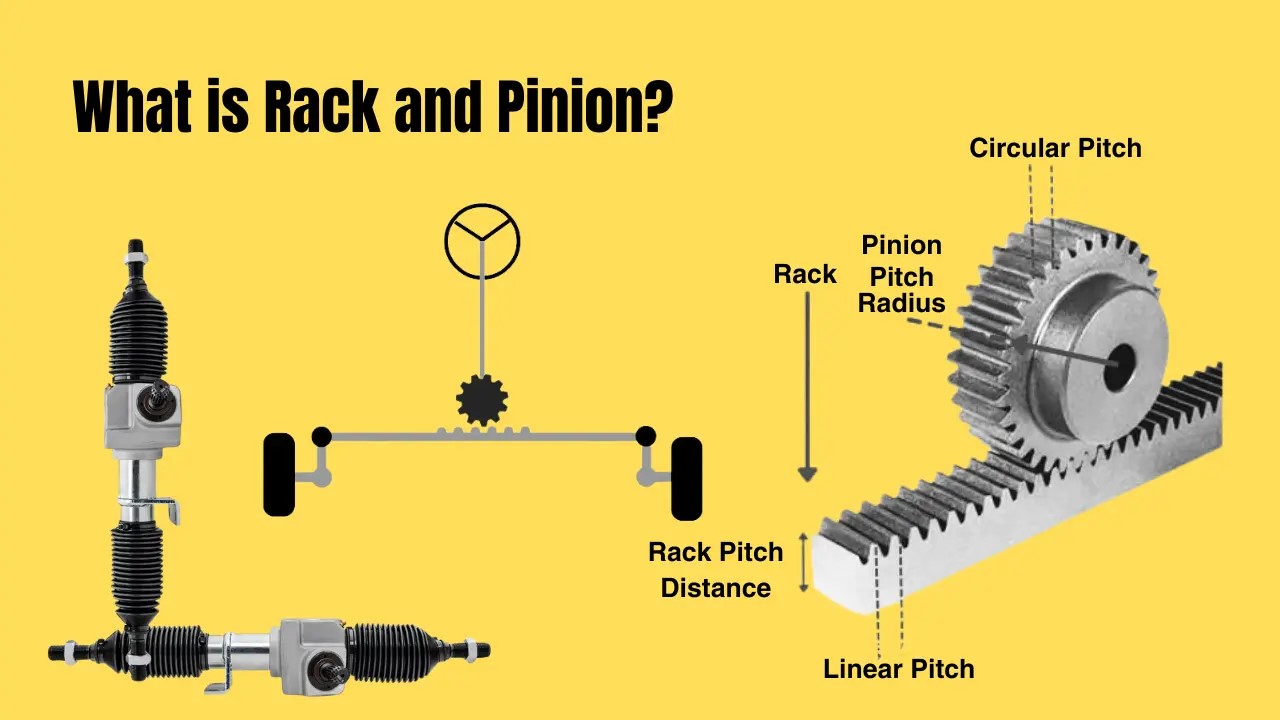 What is Rack and Pinion?
Circular Pitch
Pinion
Pitch
Radius
Rack
Rack Pitch
Distance
Linear Pitch